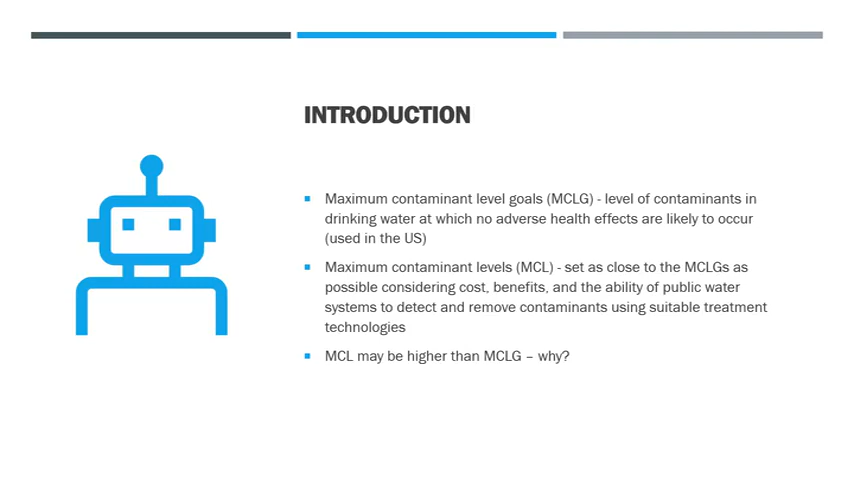 INTRODUCTION
Maximum contaminant level goals (MCLG) - level of contaminants in
drinking water at which no adverse health effects are likely to occur
(used in the US)
Maximum contaminant levels (MCL) - set as close to the MCLGs as
possible considering cost, benefits, and the ability of public water
systems to detect and remove contaminants using suitable treatment
technologies
MCL may be higher than MCLG – why?